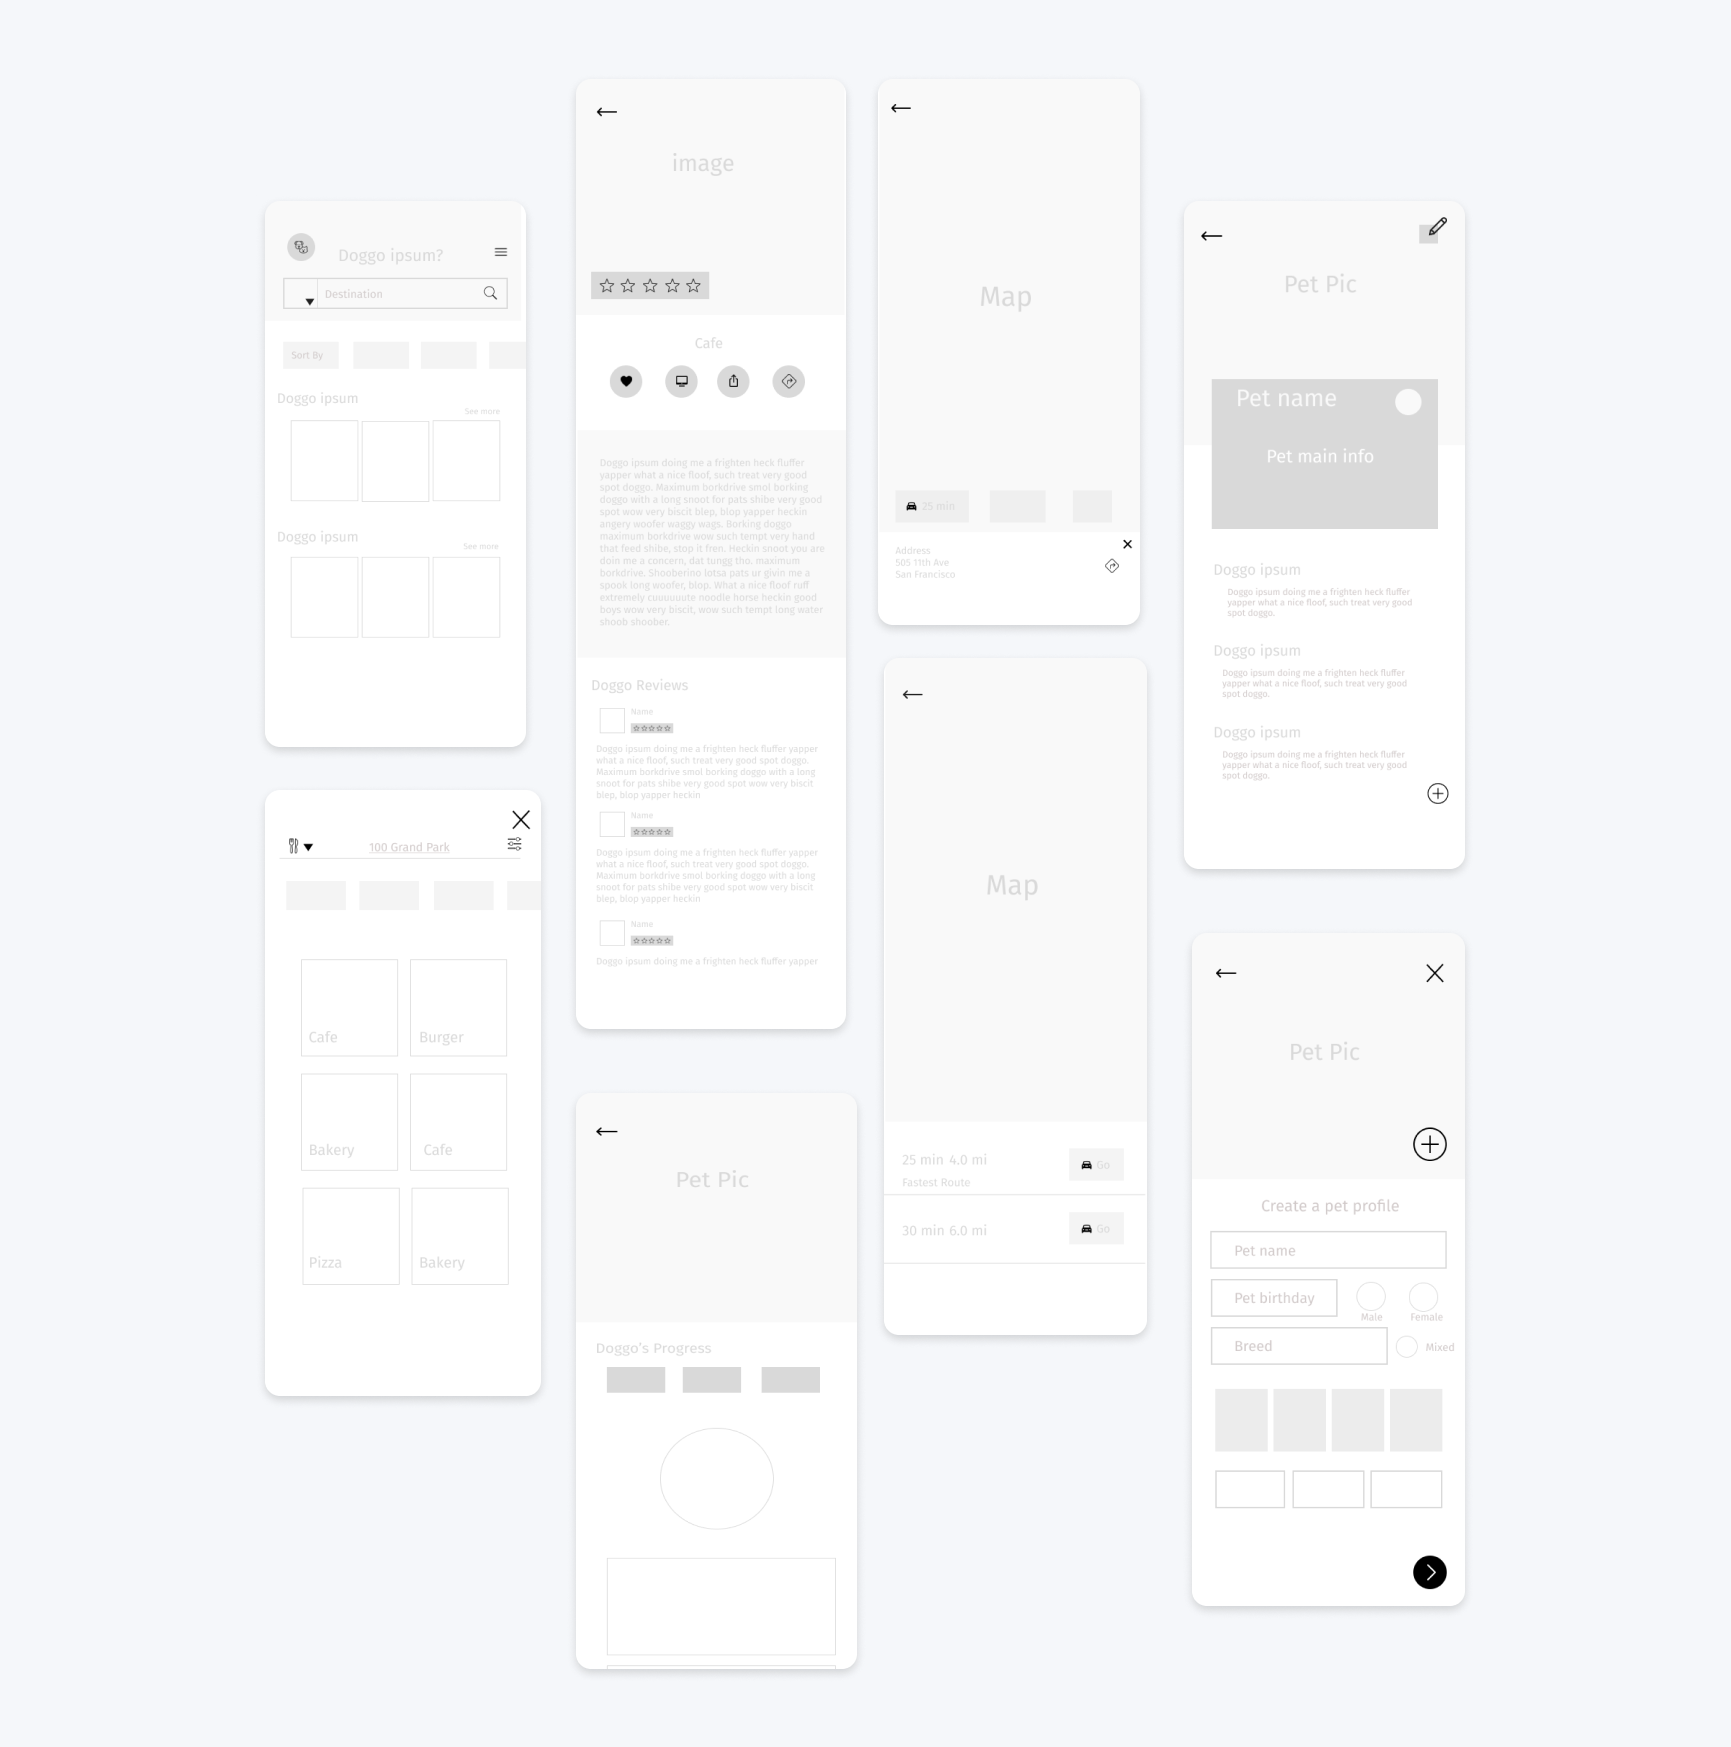 Doggo ipsum?
Destination
Sort By
Doggo ipsum
See more
Doggo ipsum
See more
100 Grand Park
Cafe
Burger
Bakery
Cafe
Pizza
Bakery
image
Cafe
Doggo ipsum doing me a frighten heck fluffer
yapper what a nice floof, such treat very good
spot doggo. Maximum borkdrive smol borking
doggo with a long snoot for pats shibe very good
spot wow very biscit blep, blop yapper heckin
angery woofer waggy wags. Borking doggo
maximum borkdrive wow such tempt very hand
that feed shibe, stop it fren. Heckin snoot you are
doin me a concern, dat tungg tho. maximum
borkdrive. Shooberino lotsa pats ur givin me a
spook long woofer, blop. What a nice floof ruff
extremely cuuuuute noodle horse heckin good
boys wow very biscit, wow such tempt long water
shoob shoober.
Doggo Reviews
Name
Doggo ipsum doing me a frighten heck fluffer yapper
what a nice floof, such treat very good spot doggo.
Maximum borkdrive smol borking doggo with a long
snoot for pats shibe very good spot wow very biscit
blep, blop yapper heckin
Name
Doggo ipsum doing me a frighten heck fluffer yapper
what a nice floof, such treat very good spot doggo.
Maximum borkdrive smol borking doggo with a long
snoot for pats shibe very good spot wow very biscit
blep, blop yapper heckin
Name
Doggo ipsum doing me a frighten heck fluffer yapper
Pet Pic
Doggo's Progress
Map
25 min
Address
505 11th Ave
San Francisco
Map
25 min 4.0 mi
Go
Fastest Route
30 min 6.0 mi
Go
Pet Pic
Pet name
Pet main info
Doggo ipsum
Doggo ipsum doing me a frighten heck fluffer
yapper what a nice floof, such treat very good
spot doggo.
Doggo ipsum
Doggo ipsum doing me a frighten heck fluffer
yapper what a nice floof, such treat very good
spot doggo.
Doggo ipsum
Doggo ipsum doing me a frighten heck fluffer
yapper what a nice floof, such treat very good
spot doggo.
Pet Pic
Create a pet profile
Pet name
Pet birthday
Male
Female
Breed
Mixed